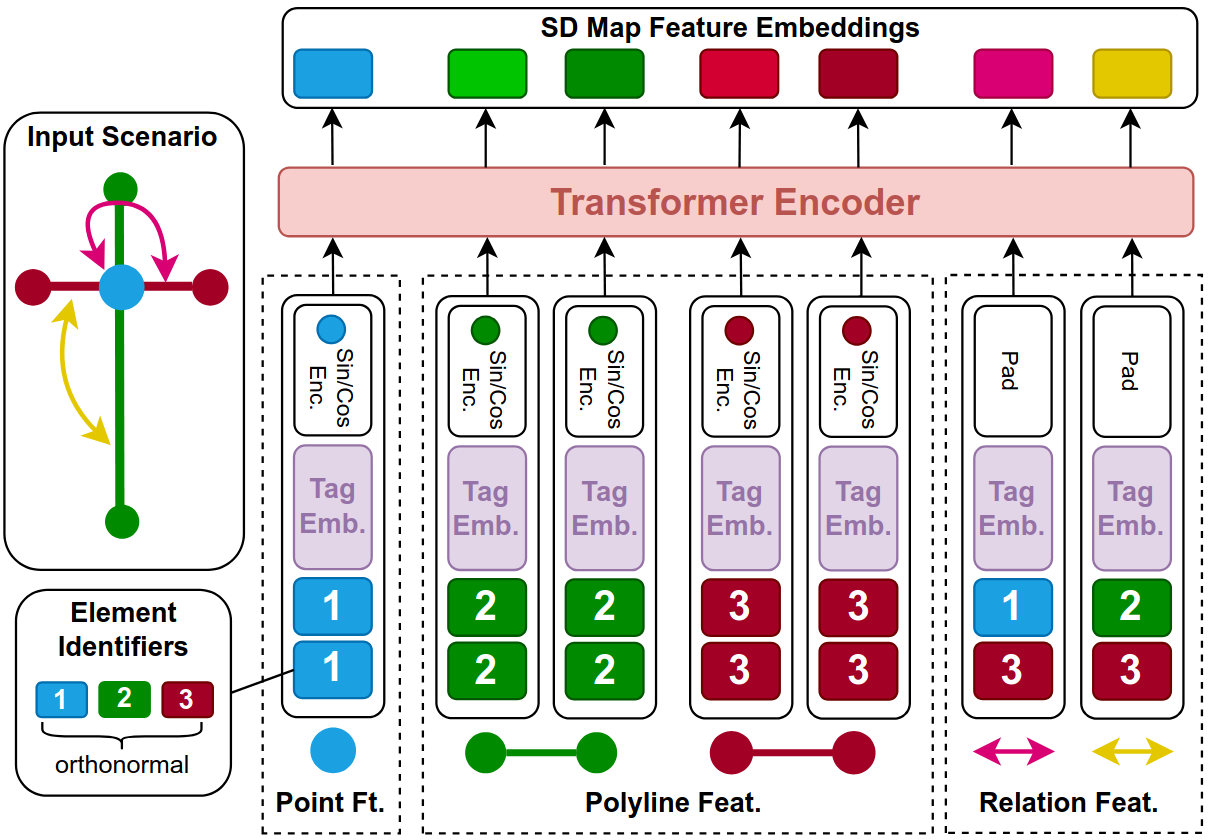 SD Map Feature Embeddings
Input Scenario
Transformer Encoder
Sin/Cos
Enc.
Sin/Cos
Enc.
Sin/Cos
Enc.
Sin/Cos
Enc.
Sin/Cos
Enc.
Pad
Pad
Tag
Emb.
Tag
Emb.
Tag
Emb.
Tag
Emb.
Tag
Emb.
Tag
Emb.
Tag
Emb.
1 2 2 3 3 1 2
1 2 2 3 3 3 3
Element
Identifiers
1 2 3
orthonormal
Point Ft.
Polyline Feat.
Relation Feat.